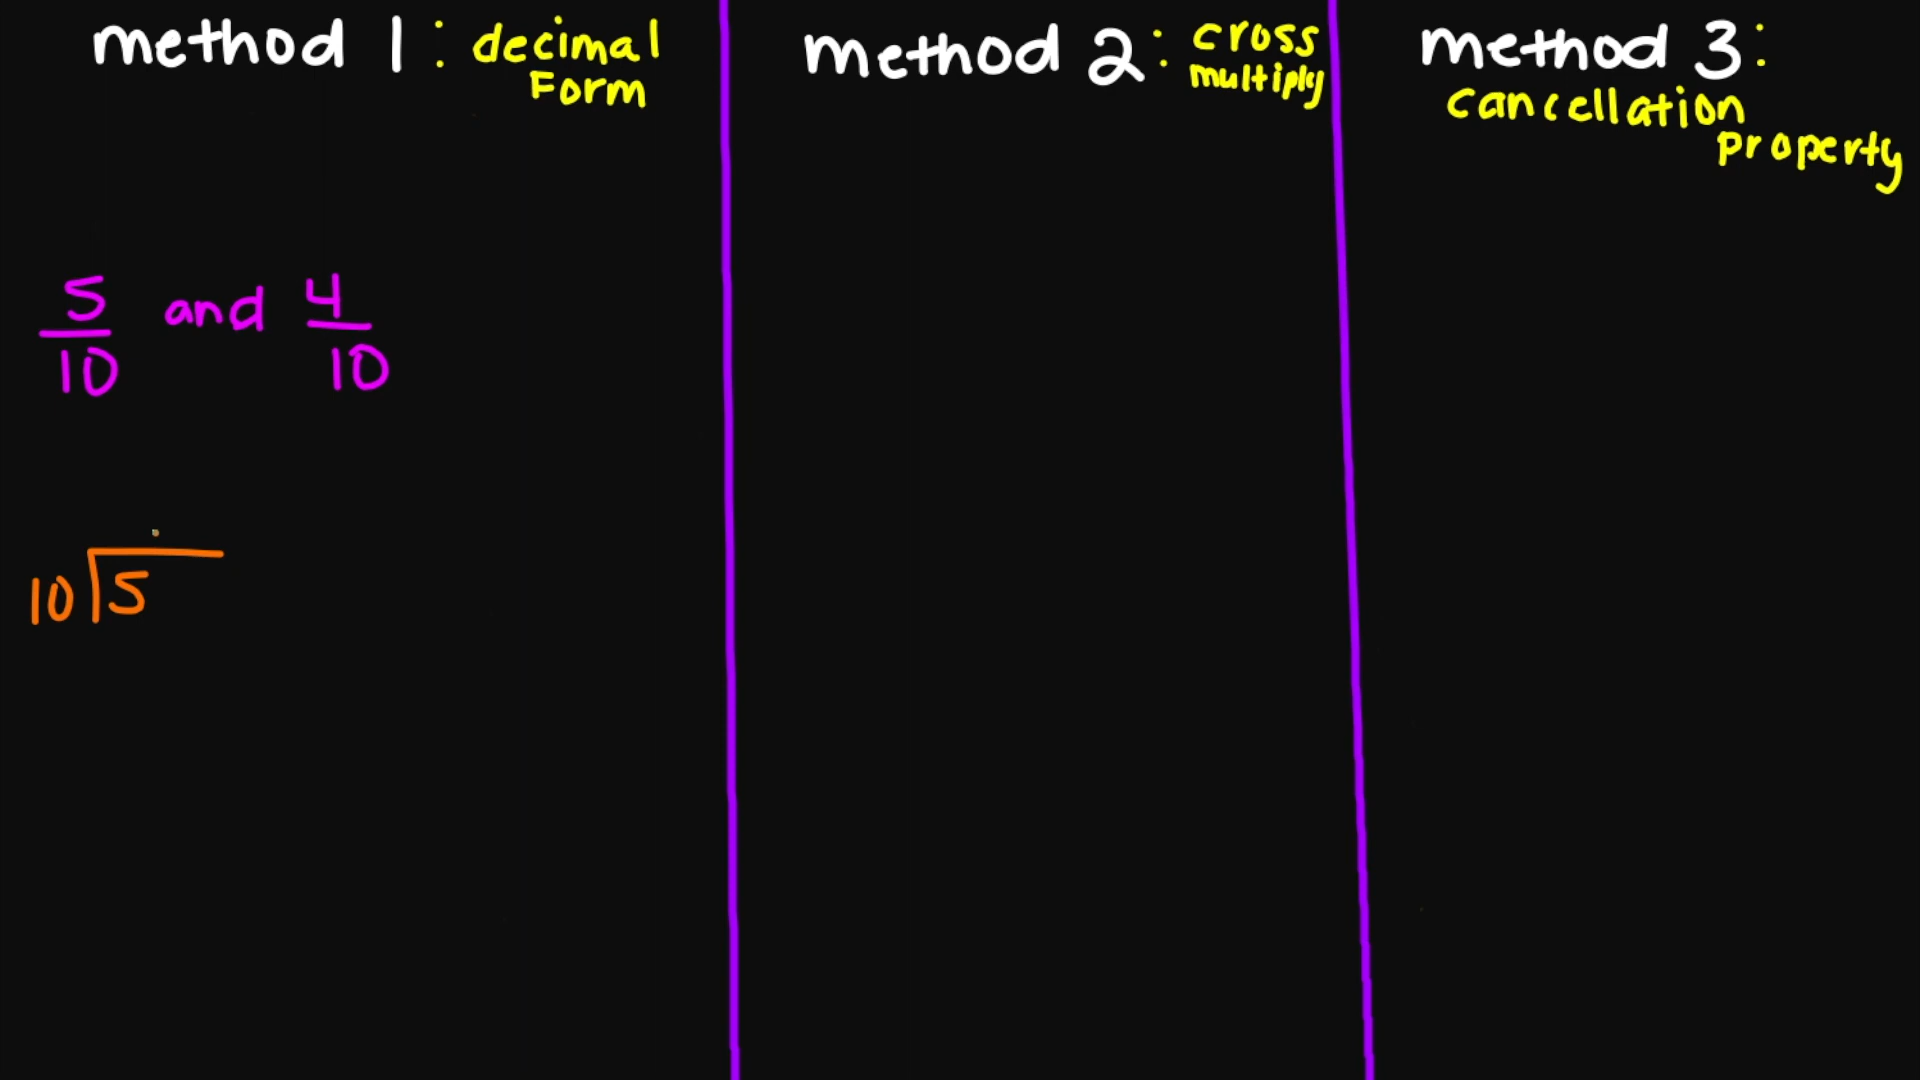 method 1: decimal
Form
method 2: cross
multiply
method 3:
cancellation
property
5/10 and 4/10
10⟌5